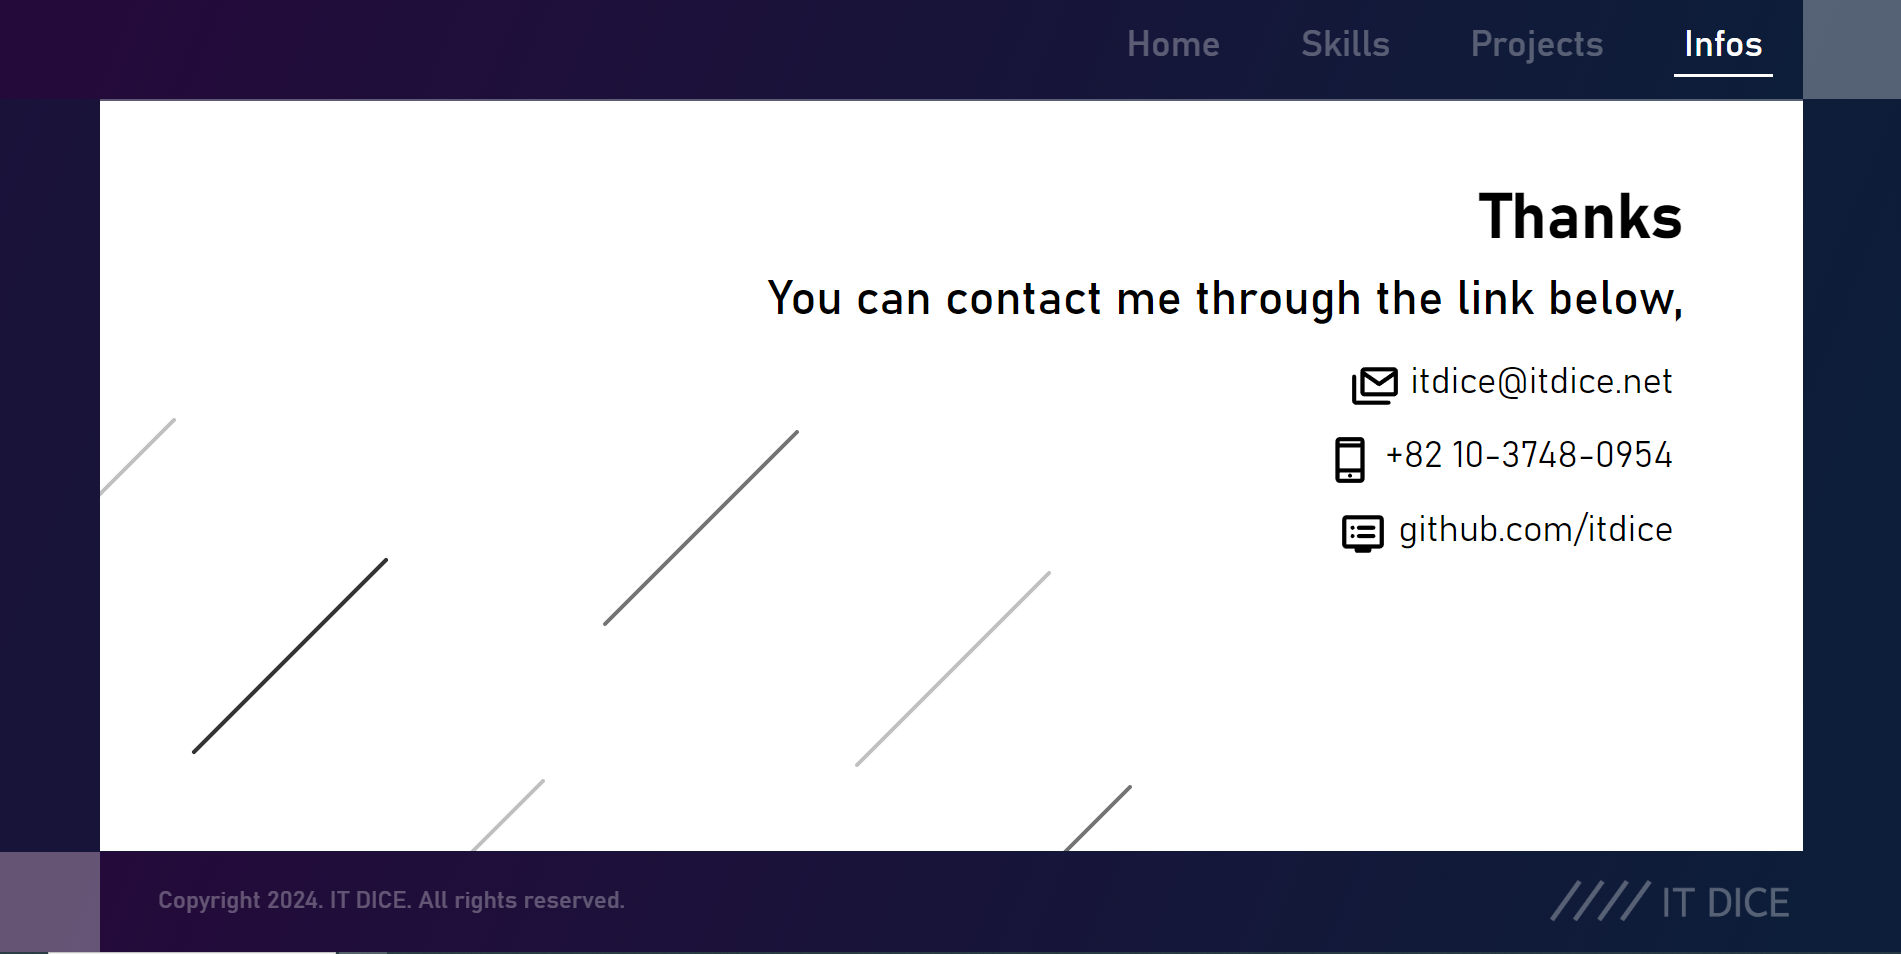 Home Skills Projects Infos
Thanks
You can contact me through the link below,
itdice@itdice.net
+82 10-3748-0954
github.com/itdice
Copyright 2024. IT DICE. All rights reserved.
IT DICE